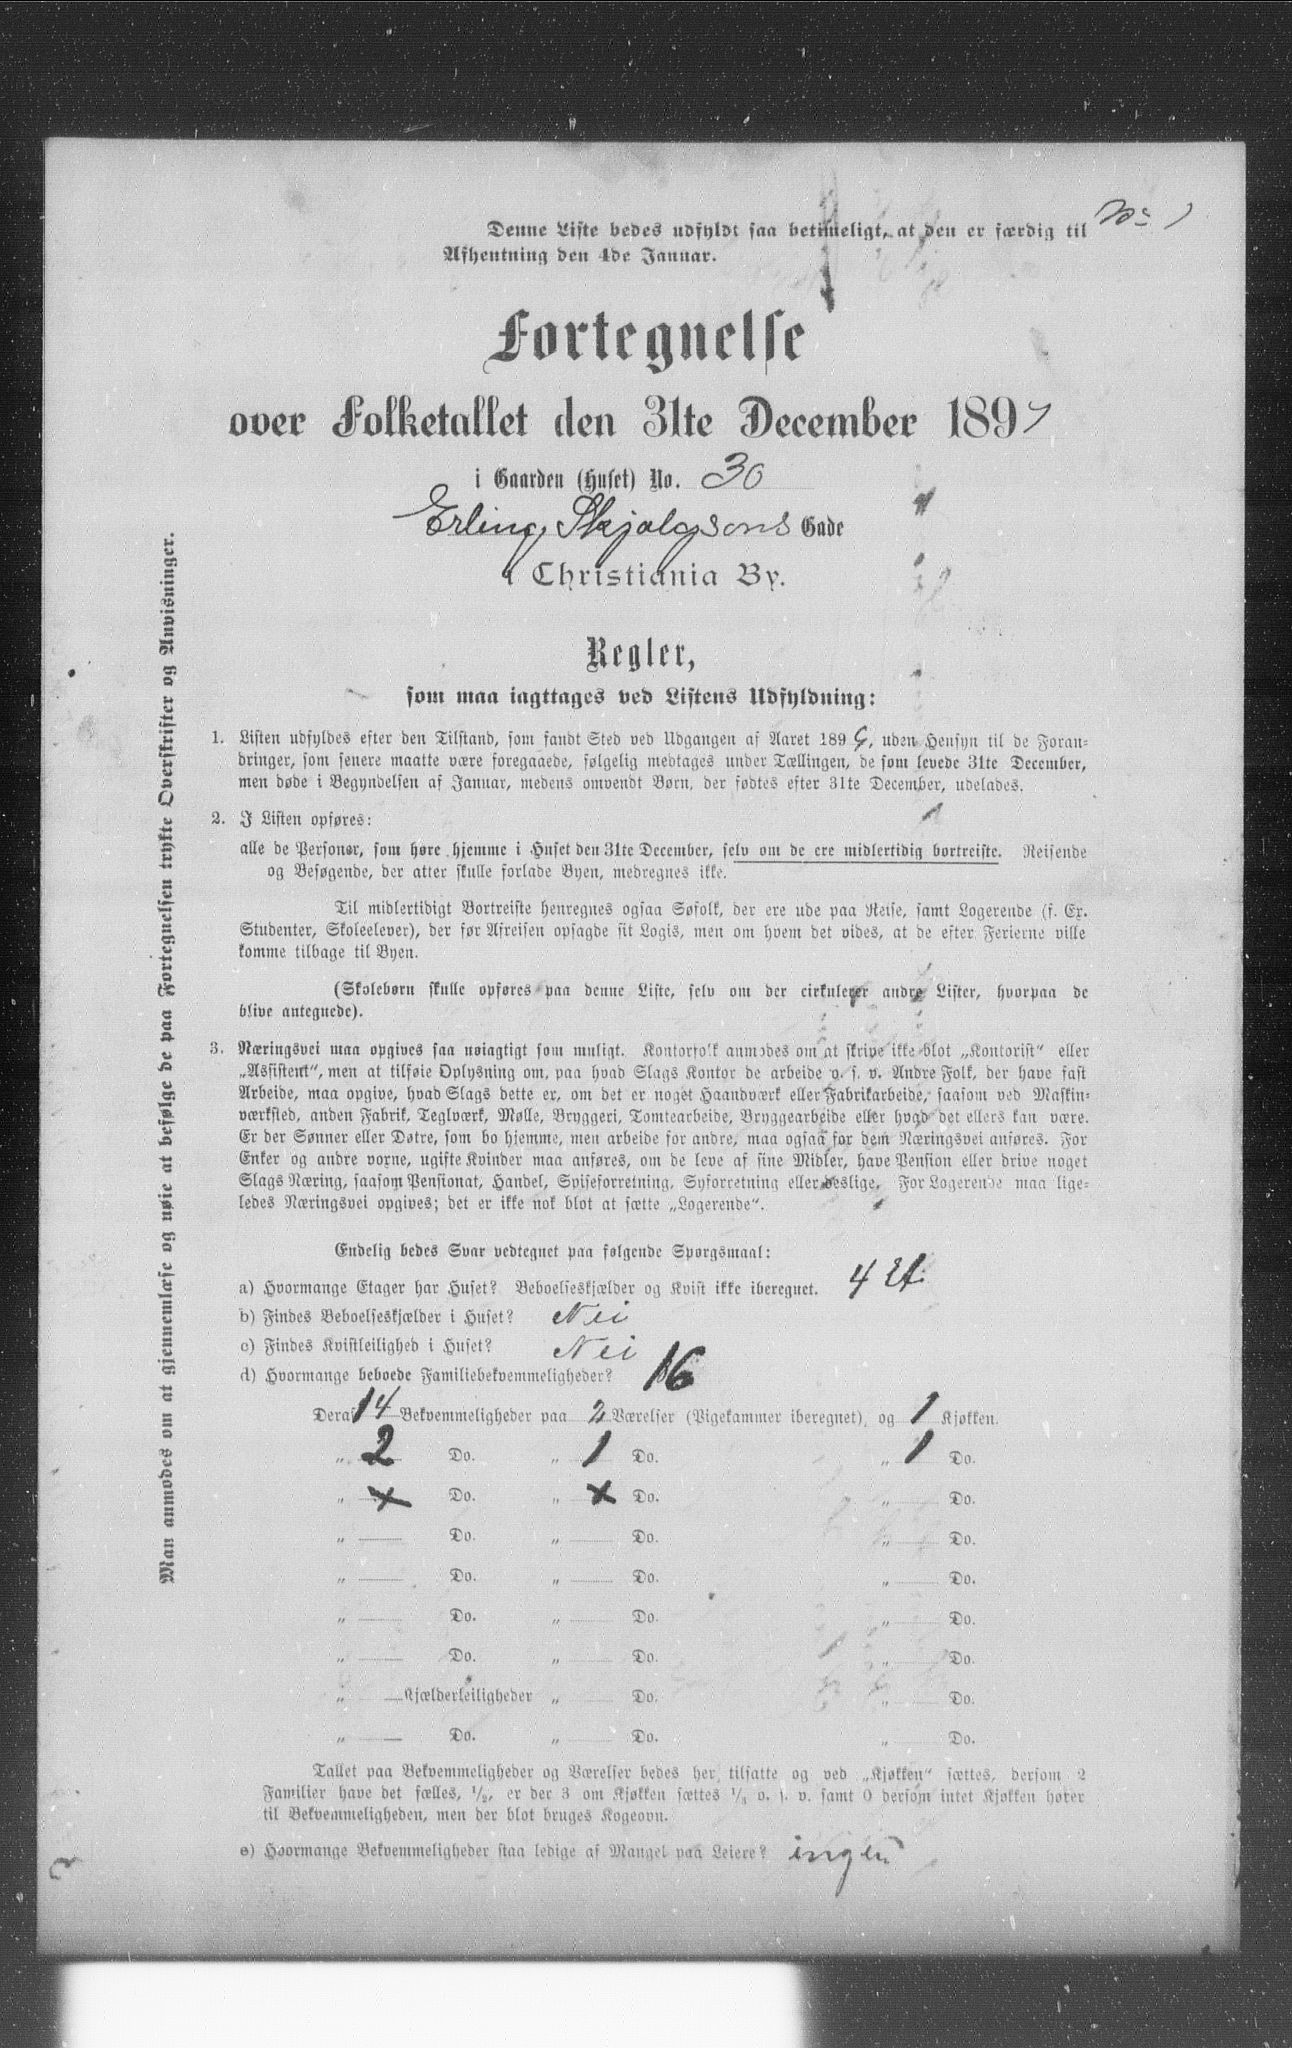 No 1
Denne Liste bedes udfyldt saa betimeligt, at den er færdig til
Afhentning den 4de Januar.
Fortegnelse
over Folketallet den 31te December 1897
i Gaarden (Huset) No. 30
Erling Skjalgsons Gade
i Christiania By.
Regler,
som maa iagttages ved Listens Udfyldning:
1. Listen udfyldes efter den Tilstand, som fandt Sted ved Udgangen af Aaret 189 , uden Hensyn til de Foran-
dringer, som senere maatte være foregaaede, følgelig medtages under Tællingen, de som levede 31te December,
men døde i Begyndelsen af Januar, medens omvendt Børn, der fødtes efter 31te December, udelades.
2. I Listen opføres:
alle de Personer, som høre hjemme i Huset den 31te December, selv om de ere midlertidig bortreiste. Reisende
og Besøgende, der atter skulle forlade Byen, medregnes ikke.
Til midlertidigt Bortreiste henregnes ogsaa Søfolk, der ere ude paa Reise, samt Logerende (f. Ex.
Studenter, Skoleelever), der før Afreisen opsagde sit Logis, men om hvem det vides, at de efter Ferierne ville
komme tilbage til Byen.
(Skolebørn skulle opføres paa denne Liste, selv om der cirkulerer andre Lister, hvorpaa de
blive antegnede).
3. Næringsvei maa opgives saa nøiagtigt som muligt. Kontorfolk anmodes om at skrive ikke blot „Kontorist“ eller
„Assistent“, men at tilføie Oplysning om, paa hvad Slags Kontor de arbeide o. s. v. Andre Folk, der have fast
Arbeide, maa opgive, hvad Slags dette er, om det er noget Haandværk eller Fabrikarbeide, saasom ved Maskin-
værksted, anden Fabrik, Teglværk, Mølle, Bryggeri, Tomtearbeide, Bryggearbeide eller hvad det ellers kan være.
Er der Sønner eller Døtre, som bo hjemme, men arbeide for andre, maa ogsaa for dem Næringsvei anføres. For
Enker og andre voxne, ugifte Kvinder maa anføres, om de leve af sine Midler, have Pension eller drive noget
Slags Næring, saasom Pensionat, Handel, Spiseforretning, Syforretning eller deslige. For Logerende maa lige-
ledes Næringsvei opgives; det er ikke nok blot at sætte „Logerende“.
Endelig bedes Svar vedtegnet paa følgende Spørgsmaal:
a) Hvormange Etager har Huset? Beboelseskjælder og Kvist ikke iberegnet. 4 Et.
b) Findes Beboelseskjælder i Huset? Nei
c) Findes Kvistleilighed i Huset? Nei
d) Hvormange beboede Familiebekvemmeligheder? 16
Deraf 14 Bekvemmeligheder paa 2 Værelser (Pigekammer iberegnet), og 1 Kjøkken.
„ 2 Do. „ 1 Do. „ 1 Do.
„ x Do. „ x Do. „ Do.
„ Do. „ Do. „ Do.
„ Do. „ Do. „ Do.
„ Do. „ Do. „ Do.
„ Do. „ Do. „ Do.
„ Kjælderleiligheder „ Do. „ Do.
„ Do. „ Do. „ Do.
Tallet paa Bekvemmeligheder og Værelser bedes her tilsatte og ved „Kjøkken“ sættes, dersom 2
Familier have det fælles, 1/2, er der 3 om Kjøkken sættes 1/3 o. s. v. samt 0 dersom intet Kjøkken hører
til Bekvemmeligheden, men der blot bruges Kogeovn.
e) Hvormange Bekvemmeligheder staa ledige af Mangel paa Leiere? ingen
Man anmodes om at gjennemlæse og nøie at befølge de paa Fortegnelsen trykte Overskrifter og Anvisninger.